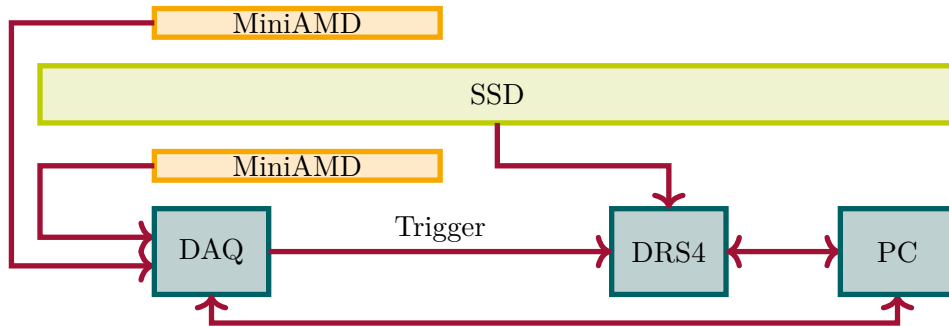 MiniAMD
SSD
MiniAMD
Trigger
DAQ
DRS4
PC